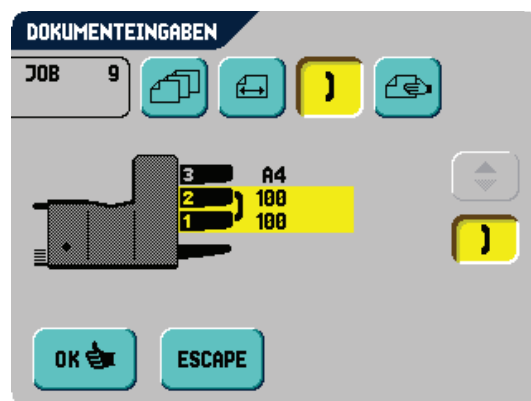 DOKUMENTEINGABEN
JOB 9
3 A4
2 100
1 100
OK
ESCAPE